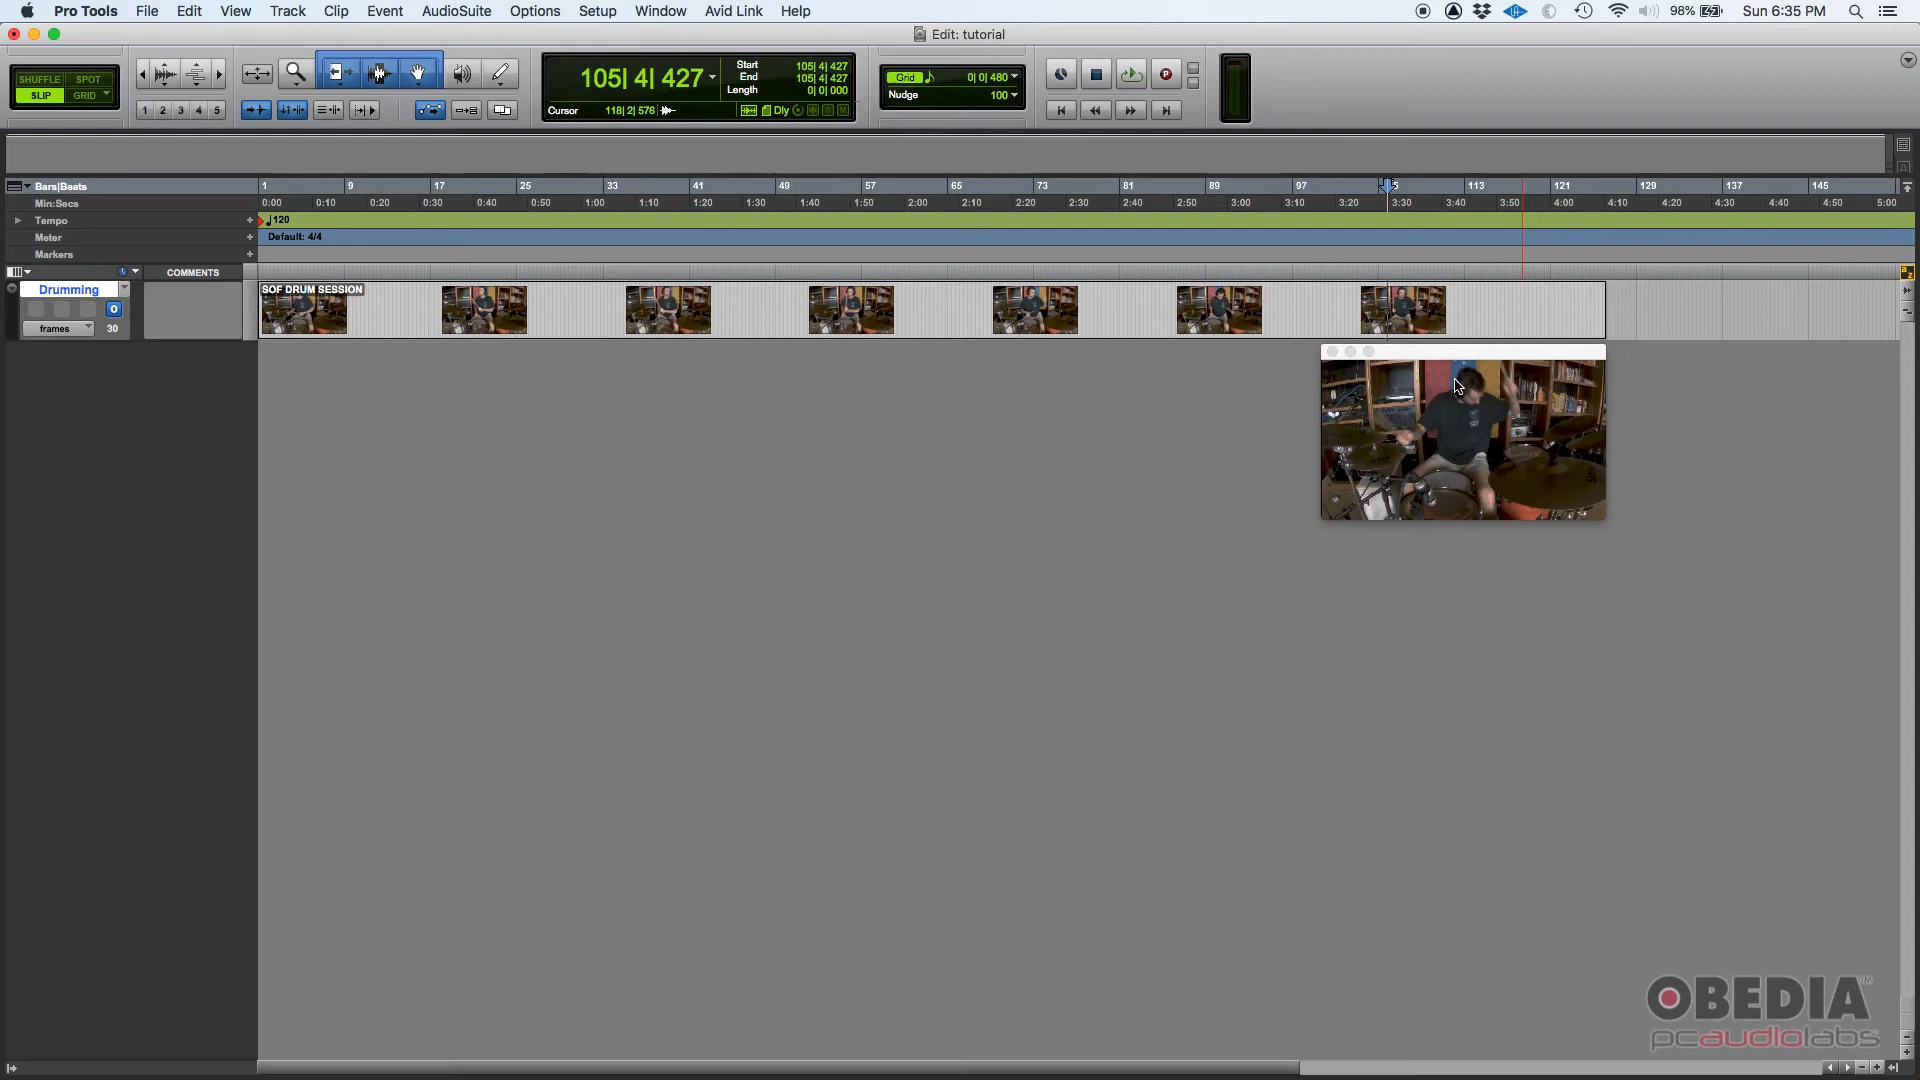 Pro Tools File Edit View Track Clip Event AudioSuite Options Setup Window Avid Link Help 98% Sun 6:35 PM
Edit: tutorial
SHUFFLE SPOT
SLIP GRID
1 2 3 4 5
105| 4| 427
Start 105| 4| 427
End 105| 4| 427
Length 0| 0| 000
Cursor 118| 2| 576 Dly S M
Grid 0| 0| 480
Nudge 100
Bars|Beats 1 9 17 25 33 41 49 57 65 73 81 89 97 5 113 121 129 137 145
Min:Secs 0:00 0:10 0:20 0:30 0:40 0:50 1:00 1:10 1:20 1:30 1:40 1:50 2:00 2:10 2:20 2:30 2:40 2:50 3:00 3:10 3:20 3:30 3:40 3:50 4:00 4:10 4:20 4:30 4:40 4:50 5:00
Tempo + 120
Meter + Default: 4/4
Markers +
COMMENTS
a z
Drumming
SOF DRUM SESSION
O
frames 30
OBEDIA™
pcaudiolabs